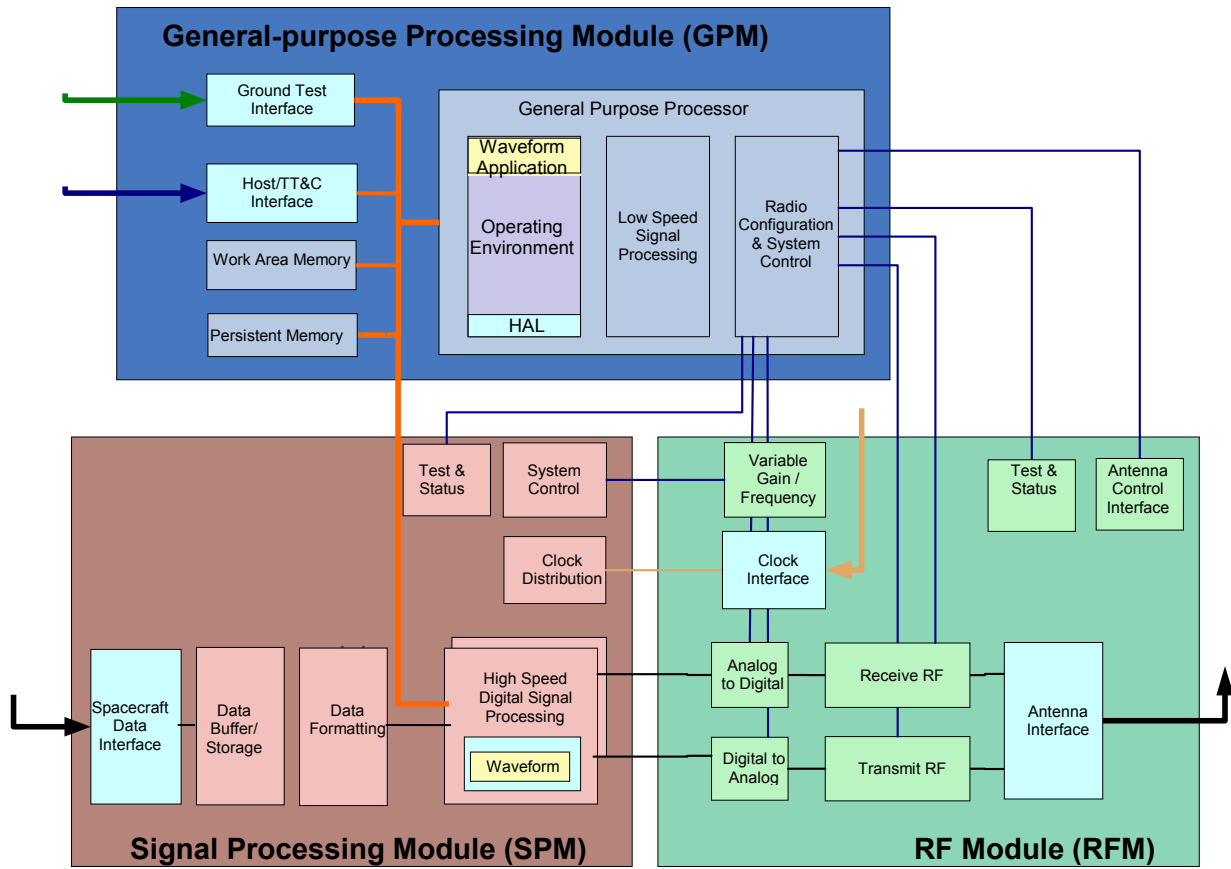 General-purpose Processing Module (GPM)
Ground Test
Interface
Host/TT&C
Interface
Work Area Memory
Persistent Memory
General Purpose Processor
Waveform
Application
Operating
Environment
HAL
Low Speed
Signal
Processing
Radio
Configuration
& System
Control
Test &
Status
System
Control
Clock
Distribution
Spacecraft
Data
Interface
Data
Buffer/
Storage
Data
Formatting
High Speed
Digital Signal
Processing
Waveform
Signal Processing Module (SPM)
Variable
Gain /
Frequency
Clock
Interface
Test &
Status
Antenna
Control
Interface
Analog
to Digital
Receive RF
Digital to
Analog
Transmit RF
Antenna
Interface
RF Module (RFM)